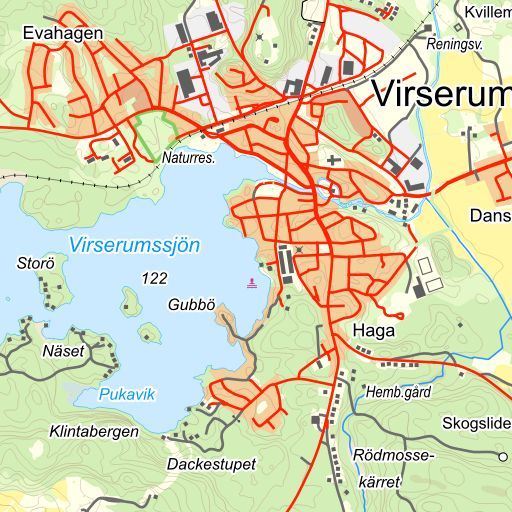 Kvillem
Evahagen
Reningsv.
Virserum
Naturres.
Dans
Virserumssjön
Storö
122
Gubbö
Haga
Näset
Pukavik
Hemb.gård
Klintabergen
Skogslide
Dackestupet
Rödmosse-
kärret